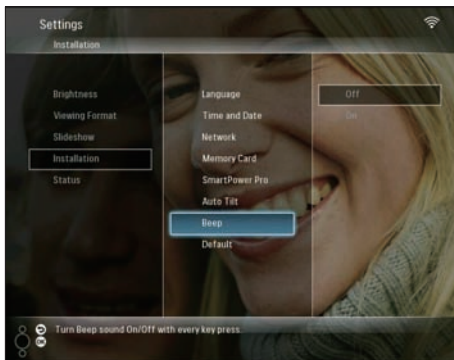 Settings
Installation
Brightness
Viewing Format
Slideshow
Installation
Status
Language
Time and Date
Network
Memory Card
SmartPower Pro
Auto Tilt
Beep
Default
Off
On
Turn Beep sound On/Off with every key press.
OK